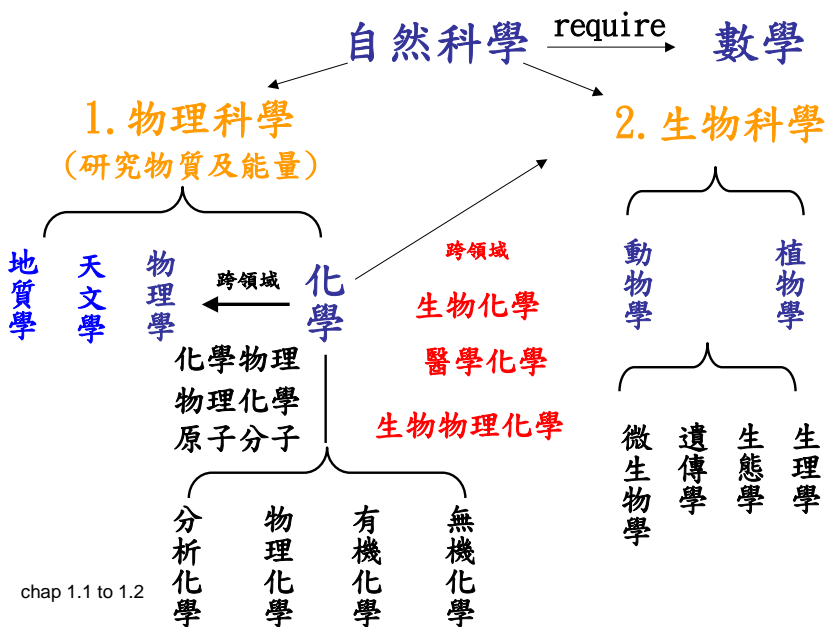 自然科學
require
數學
1.物理科學
(研究物質及能量)
2.生物科學
地質學
天文學
物理學
跨領域
化學
跨領域
生物化學
醫學化學
生物物理化學
動物學
植物學
化學物理
物理化學
原子分子
微生物學
遺傳學
生態學
生理學
分析化學
物理化學
有機化學
無機化學
chap 1.1 to 1.2